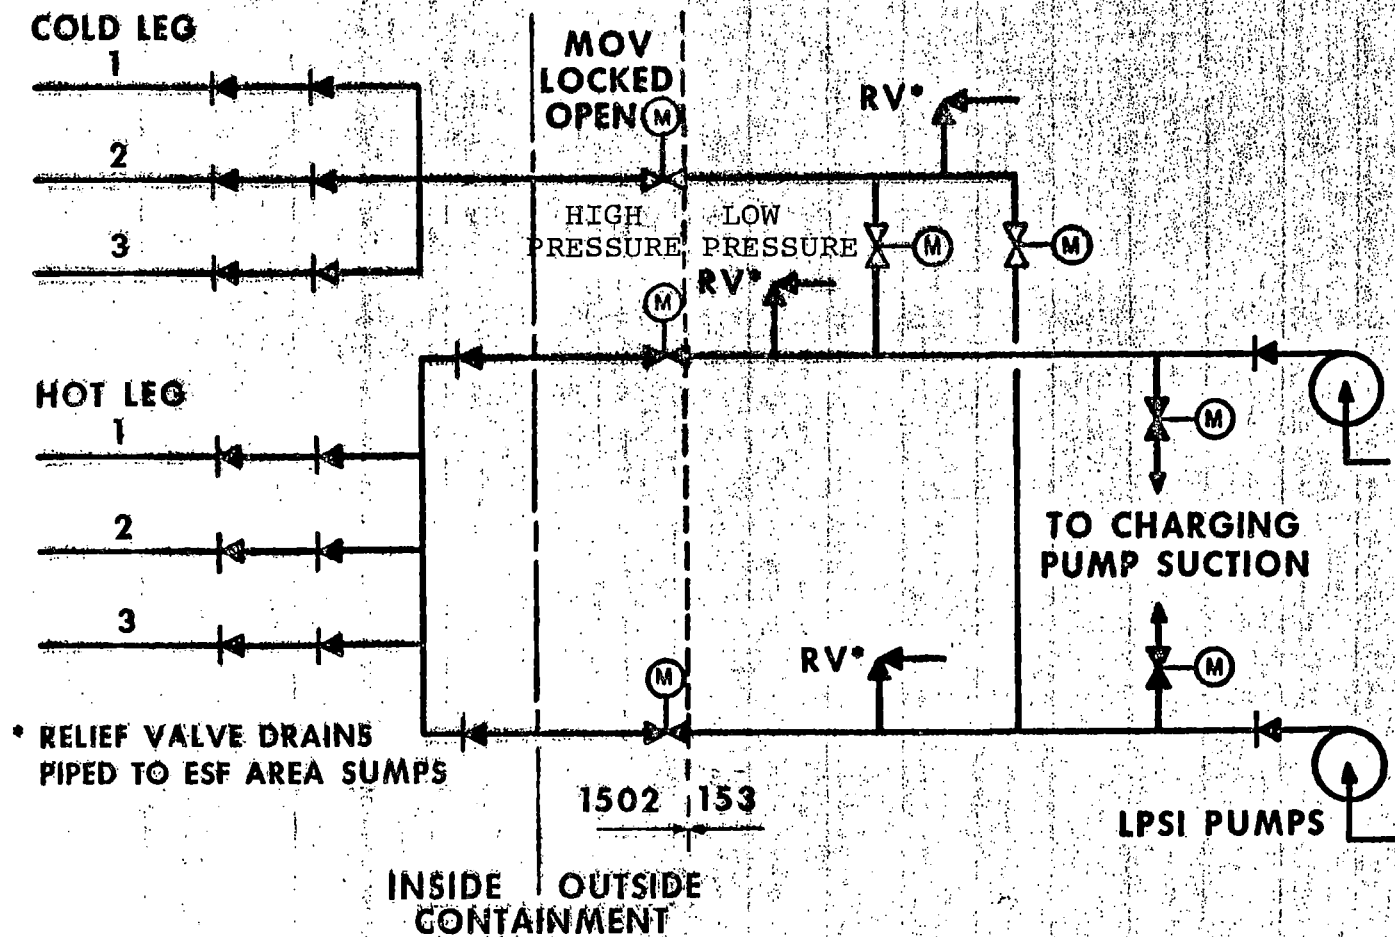 COLD LEG
1
MOV
LOCKED
OPEN
M
RV*
2
HIGH
PRESSURE
LOW
PRESSURE
M
M
3
M
RV*
HOT LEG
1
M
2
TO CHARGING
PUMP SUCTION
3
M
RV*
M
* RELIEF VALVE DRAINS
PIPED TO ESF AREA SUMPS
1502
153
LPSI PUMPS
INSIDE
OUTSIDE
CONTAINMENT